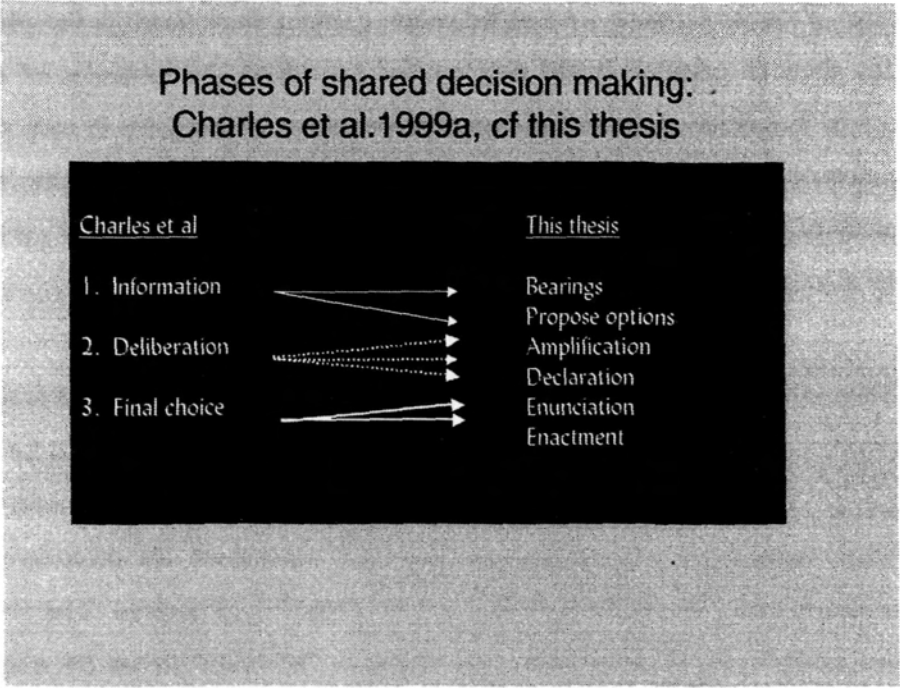 Phases of shared decision making:
Charles et al.1999a, cf this thesis
Charles et al
This thesis
1. Information
Bearings
Propose options
2. Deliberation
Amplification
Declaration
3. Final choice
Enunciation
Enactment